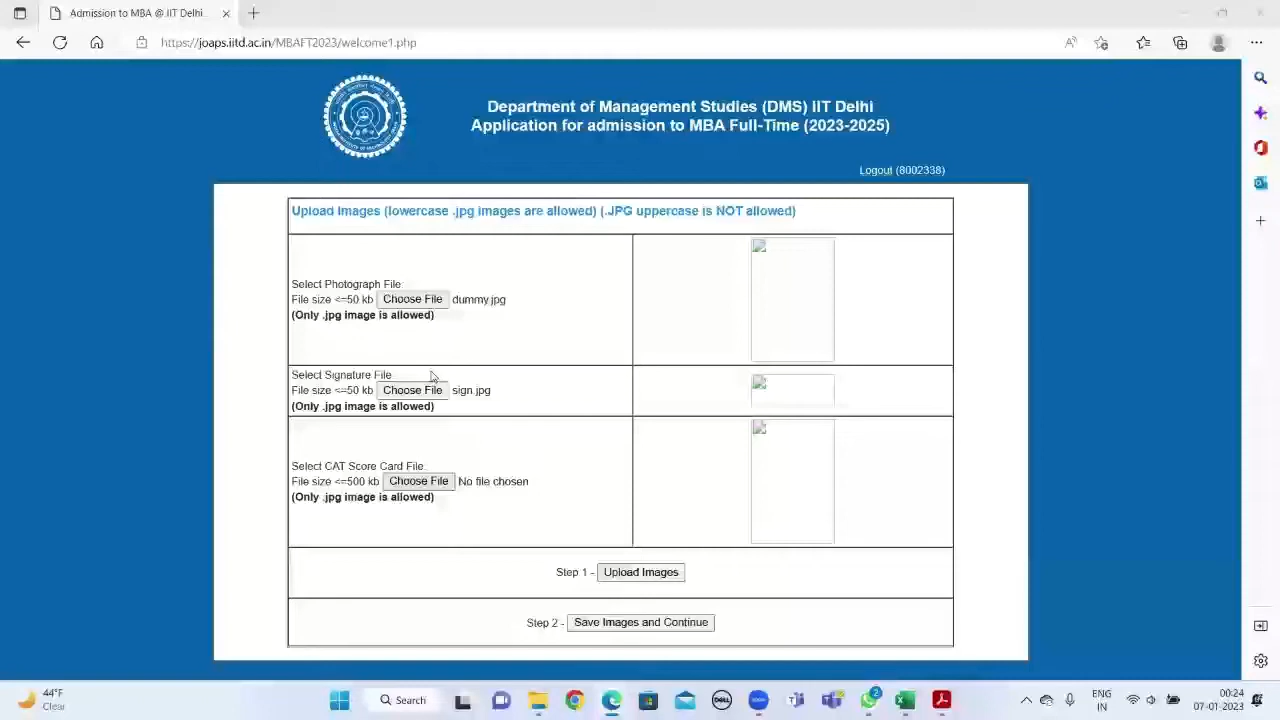 Admission to MBA @ IIT Delhi
https://joaps.iitd.ac.in/MBAFT2023/welcome1.php
Department of Management Studies (DMS) IIT Delhi
Application for admission to MBA Full-Time (2023-2025)
Logout (8002338)
Upload Images (lowercase .jpg images are allowed) (.JPG uppercase is NOT allowed)
Select Photograph File:
File size <=50 kb Choose File dummy.jpg
(Only .jpg image is allowed)
Select Signature File
File size <=50 kb Choose File sign.jpg
(Only .jpg image is allowed)
Select CAT Score Card File:
File size <=500 kb Choose File No file chosen
(Only .jpg image is allowed)
Step 1 - Upload Images
Step 2 - Save Images and Continue
44°F
Clear
Search
DELL
zoom
2
ENG
IN
00:24
07-01-2023